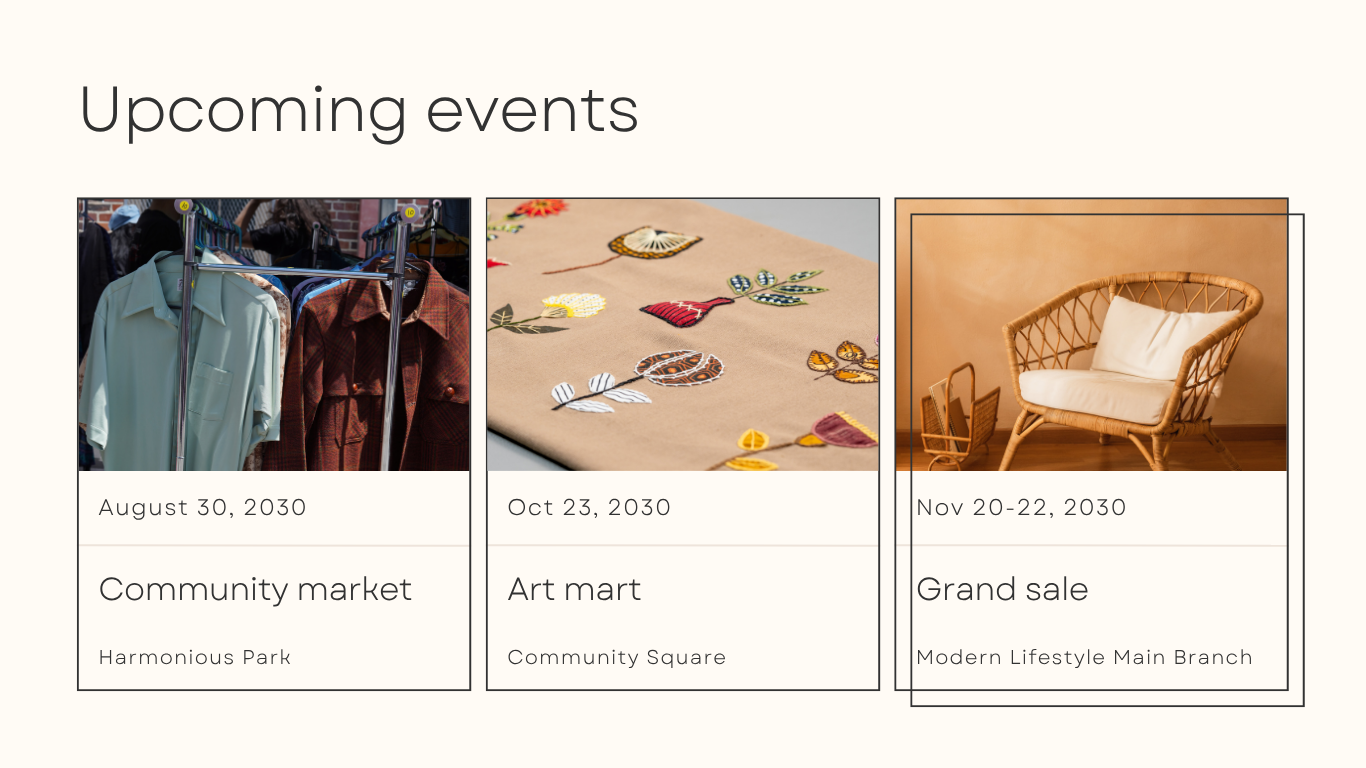 Upcoming events
August 30, 2030
Community market
Harmonious Park
Oct 23, 2030
Art mart
Community Square
Nov 20-22, 2030
Grand sale
Modern Lifestyle Main Branch